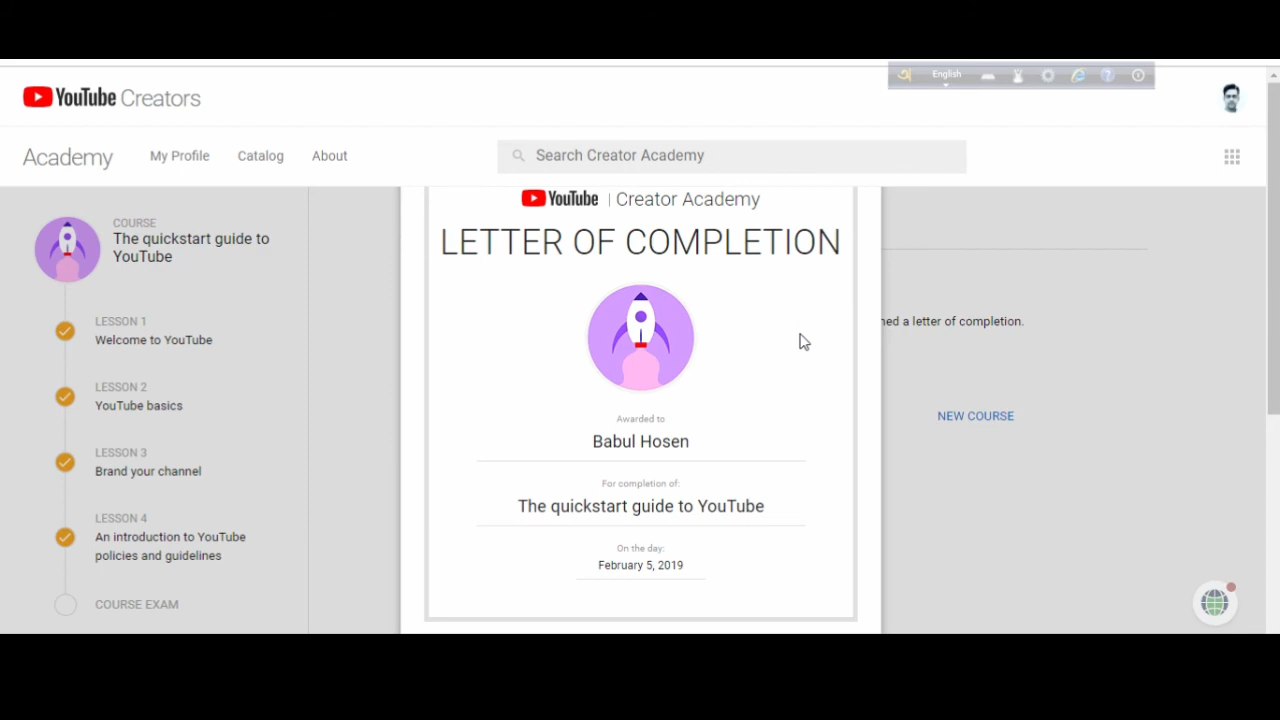 English
YouTube Creators
Academy
My Profile
Catalog
About
Search Creator Academy
COURSE
The quickstart guide to
YouTube
LESSON 1
Welcome to YouTube
LESSON 2
YouTube basics
LESSON 3
Brand your channel
LESSON 4
An introduction to YouTube
policies and guidelines
COURSE EXAM
YouTube | Creator Academy
LETTER OF COMPLETION
Awarded to
Babul Hosen
For completion of:
The quickstart guide to YouTube
On the day:
February 5, 2019
a letter of completion.
NEW COURSE